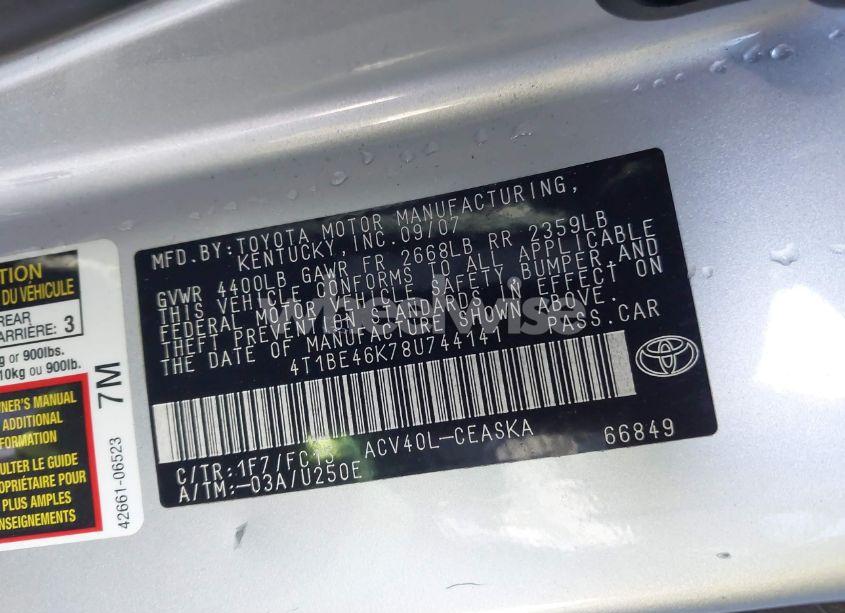 MFD.BY:TOYOTA MOTOR MANUFACTURING,
KENTUCKY, INC. 09/07
GVWR 4400LB GAWR FR 2668LB RR 2359LB
THIS VEHICLE CONFORMS TO ALL APPLICABLE
FEDERAL MOTOR VEHICLE SAFETY, BUMPER, AND
THEFT PREVENTION STANDARDS IN EFFECT ON
THE DATE OF MANUFACTURE SHOWN ABOVE.
4T1BE46K78U744141 PASS.CAR
C/TR:1F7/FC13 ACV40L-CEASKA 66849
A/TM:-03A/U250E
wheelwise
TION
DU VÉHICULE
REAR
ARRIÈRE: 3
g or 900lbs.
10kg ou 900lb.
7M
NER'S MANUAL
ADDITIONAL
FORMATION
ULTER LE GUIDE
OPRIÉTAIRE POUR
PLUS AMPLES
ENSEIGNEMENTS
42661-06523